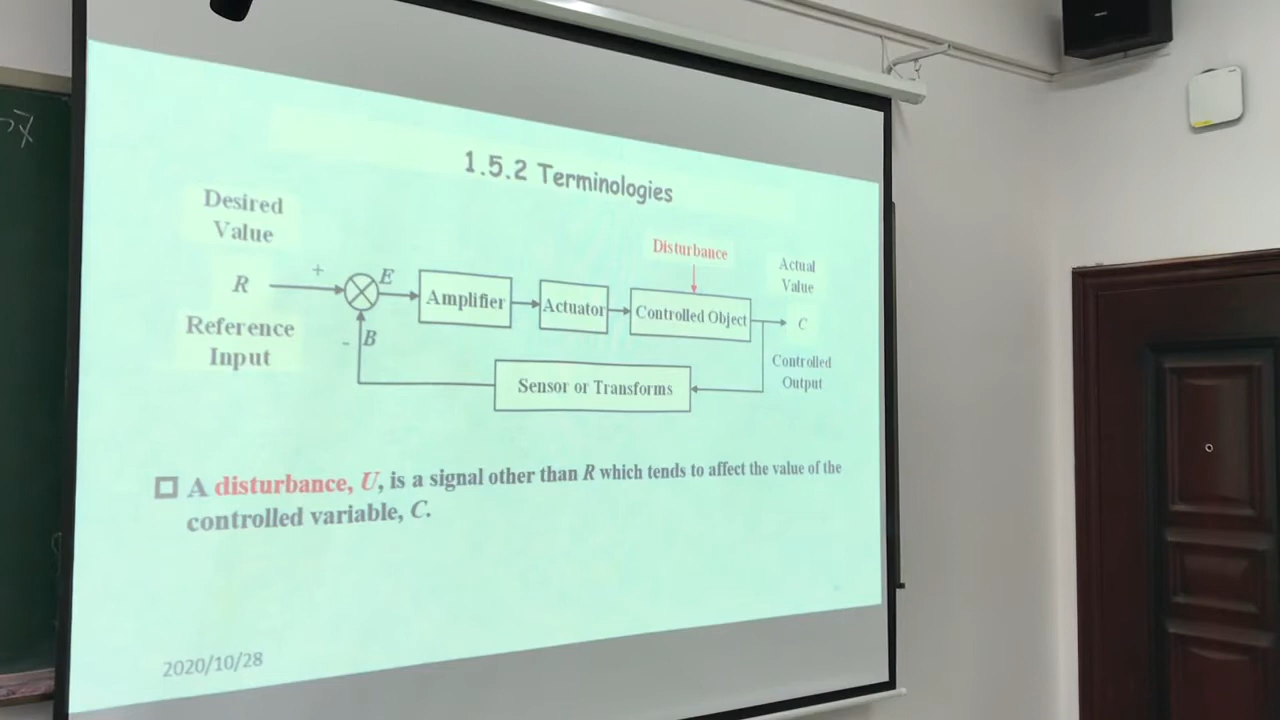 1.5.2 Terminologies
Desired
Value
R
Reference
Input
+
E
-
B
Amplifier
Actuator
Disturbance
Controlled Object
Actual
Value
C
Controlled
Output
Sensor or Transforms
A disturbance, U, is a signal other than R which tends to affect the value of the
controlled variable, C.
2020/10/28